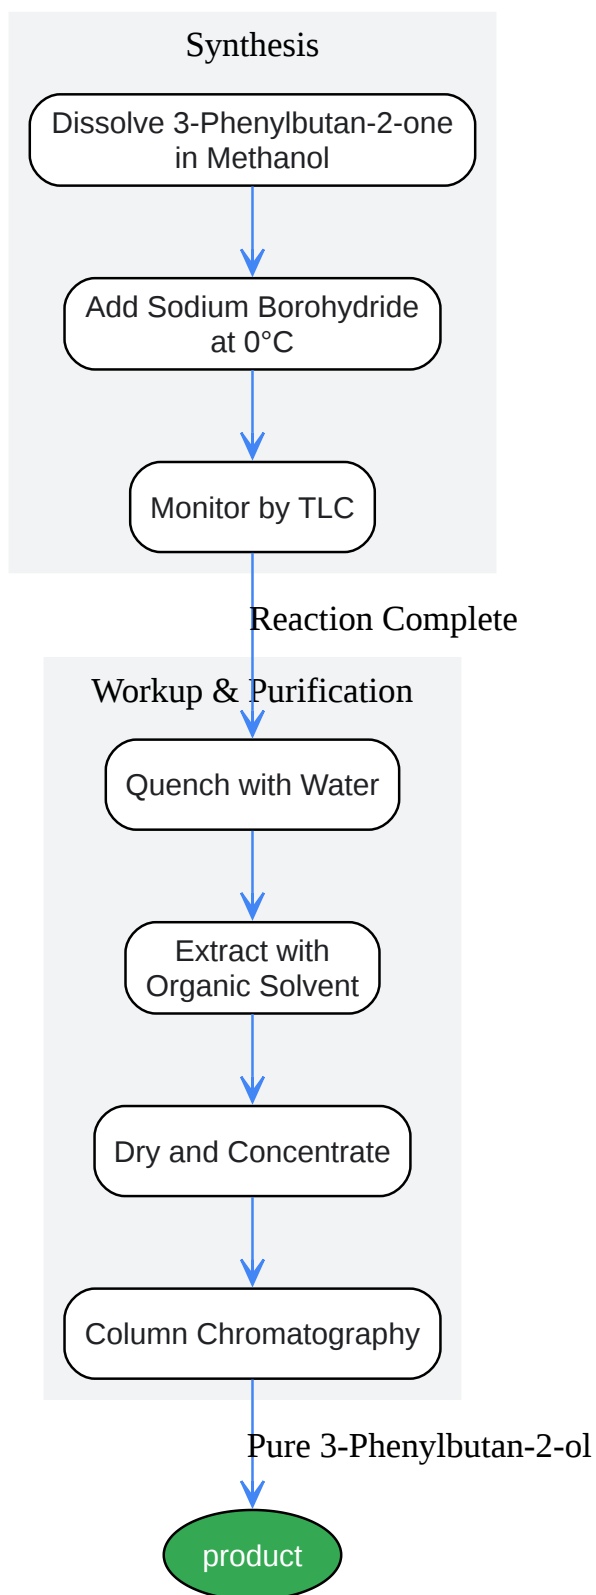 Synthesis
Dissolve 3-Phenylbutan-2-one
in Methanol
Add Sodium Borohydride
at 0°C
Monitor by TLC
Reaction Complete
Workup & Purification
Quench with Water
Extract with
Organic Solvent
Dry and Concentrate
Column Chromatography
Pure 3-Phenylbutan-2-ol
product